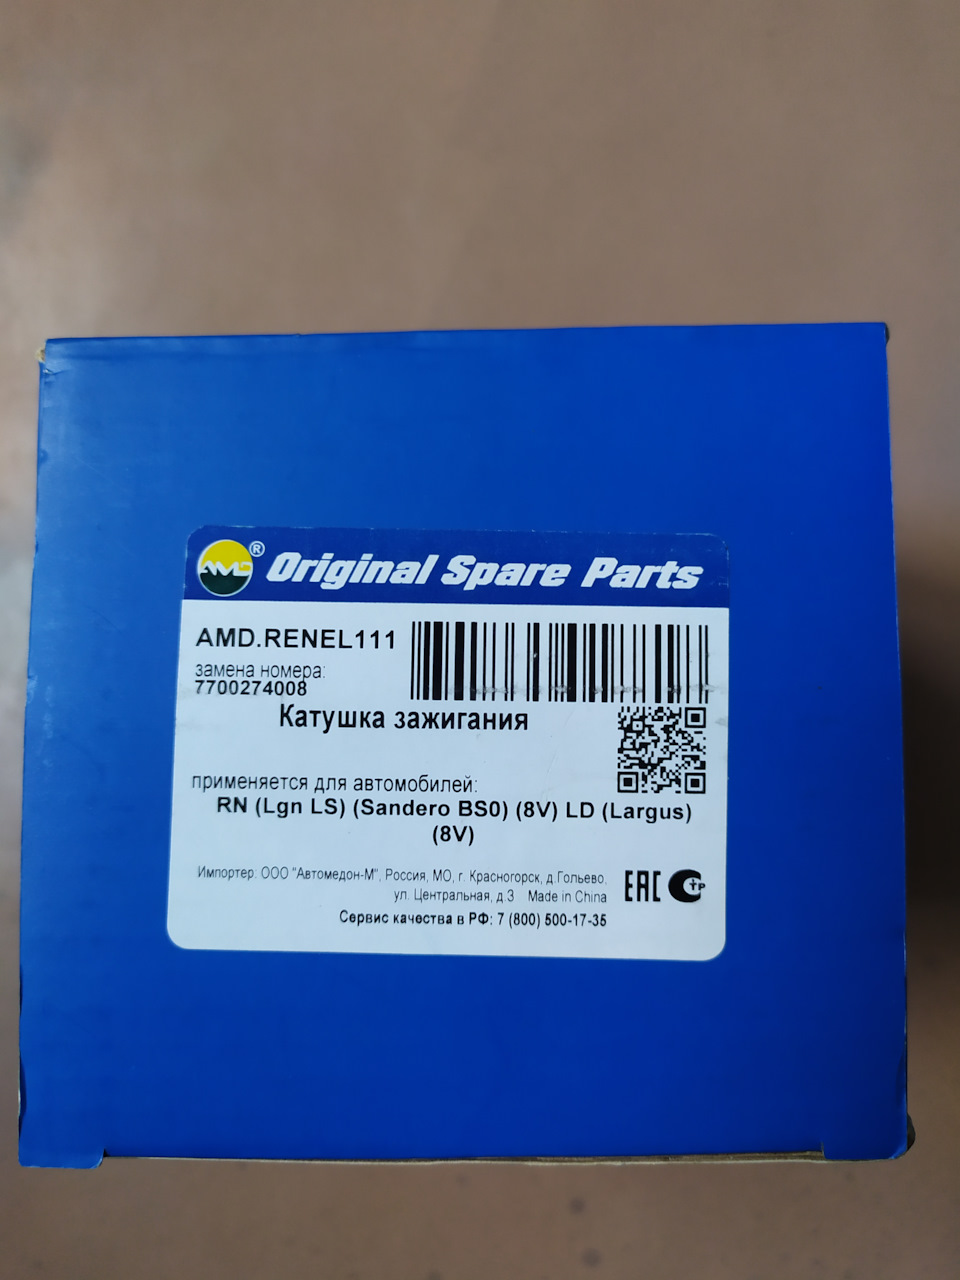 AMD ® Original Spare Parts
AMD.RENEL111
замена номера:
7700274008
Катушка зажигания
применяется для автомобилей:
RN (Lgn LS) (Sandero BS0) (8V) LD (Largus)
(8V)
Импортер: ООО "Автомедон-М", Россия, МО, г. Красногорск, д.Гольево,
ул. Центральная, д.3 Made in China
Сервис качества в РФ: 7 (800) 500-17-35
EAC